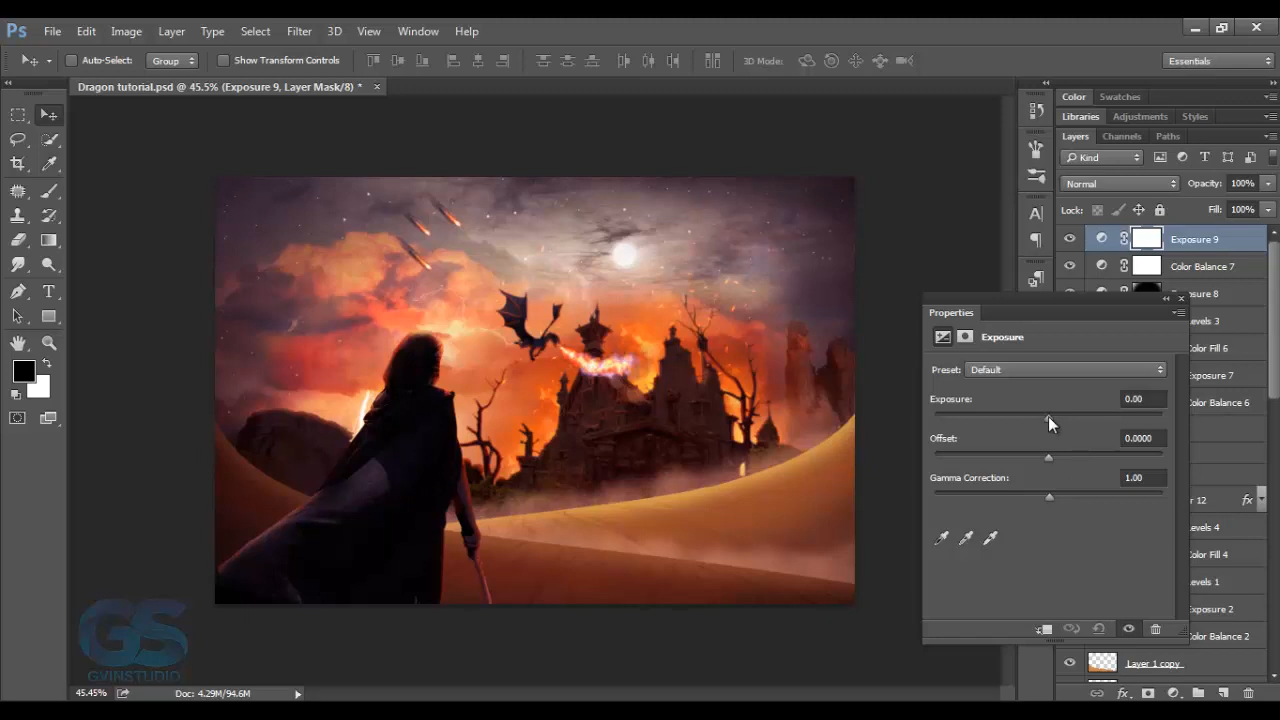 Ps File Edit Image Layer Type Select Filter 3D View Window Help
Auto-Select: Group Show Transform Controls 3D Mode: Essentials
Dragon tutorial.psd @ 45.5% (Exposure 9, Layer Mask/8) * ×
Color Swatches
Libraries Adjustments Styles
Layers Channels Paths
Kind
Normal Opacity: 100%
Lock: Fill: 100%
Exposure 9
Color Balance 7
xposure 8
evels 3
olor Fill 6
xposure 7
olor Balance 6
er 12 fx
evels 4
olor Fill 4
evels 1
xposure 2
olor Balance 2
Layer 1 copy
Properties
Exposure
Preset: Default
Exposure: 0.00
Offset: 0.0000
Gamma Correction: 1.00
GS
GVINSTUDIO
45.45% Doc: 4.29M/94.6M